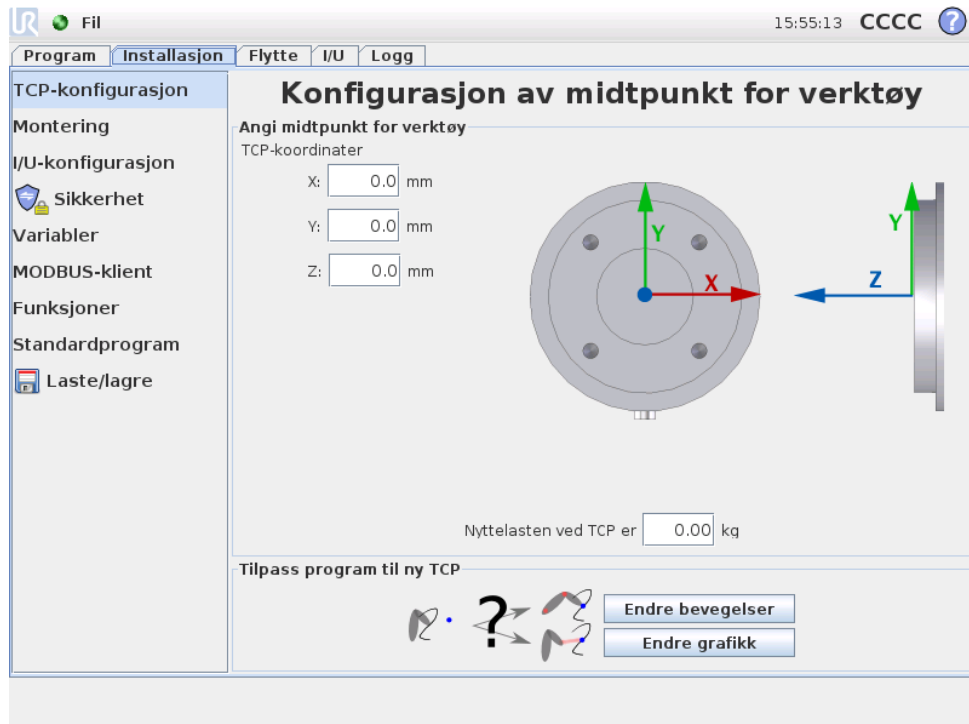 UR Fil 15:55:13 CCCC ?
Program Installasjon Flytte I/U Logg
TCP-konfigurasjon
Montering
I/U-konfigurasjon
Sikkerhet
Variabler
MODBUS-klient
Funksjoner
Standardprogram
Laste/lagre
Konfigurasjon av midtpunkt for verktøy
Angi midtpunkt for verktøy
TCP-koordinater
X: 0.0 mm
Y: 0.0 mm
Z: 0.0 mm
Y
X
Y
Z
Nyttelasten ved TCP er 0.00 kg
Tilpass program til ny TCP
?
Endre bevegelser
Endre grafikk